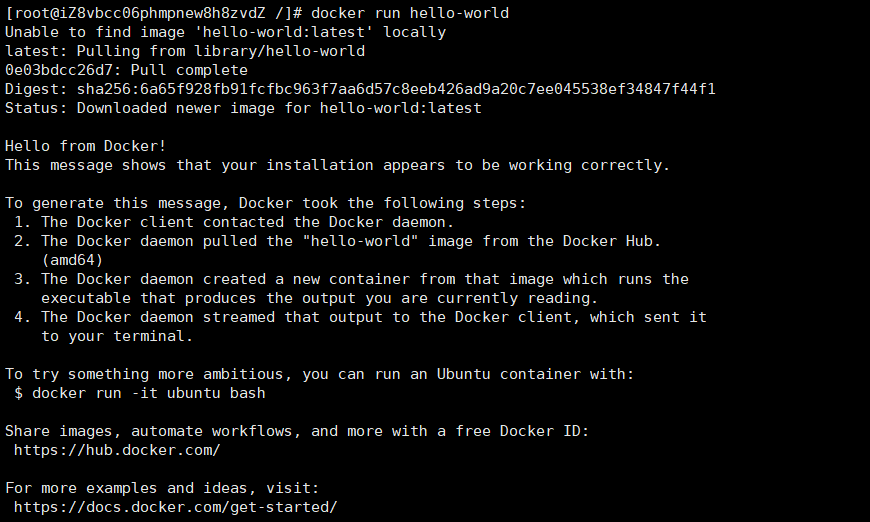 [root@iZ8vbcc06phmpnew8h8zvdZ /]# docker run hello-world
Unable to find image 'hello-world:latest' locally
latest: Pulling from library/hello-world
0e03bdcc26d7: Pull complete
Digest: sha256:6a65f928fb91fcfbc963f7aa6d57c8eeb426ad9a20c7ee045538ef34847f44f1
Status: Downloaded newer image for hello-world:latest

Hello from Docker!
This message shows that your installation appears to be working correctly.

To generate this message, Docker took the following steps:
 1. The Docker client contacted the Docker daemon.
 2. The Docker daemon pulled the "hello-world" image from the Docker Hub.
    (amd64)
 3. The Docker daemon created a new container from that image which runs the
    executable that produces the output you are currently reading.
 4. The Docker daemon streamed that output to the Docker client, which sent it
    to your terminal.

To try something more ambitious, you can run an Ubuntu container with:
 $ docker run -it ubuntu bash

Share images, automate workflows, and more with a free Docker ID:
 https://hub.docker.com/

For more examples and ideas, visit:
 https://docs.docker.com/get-started/